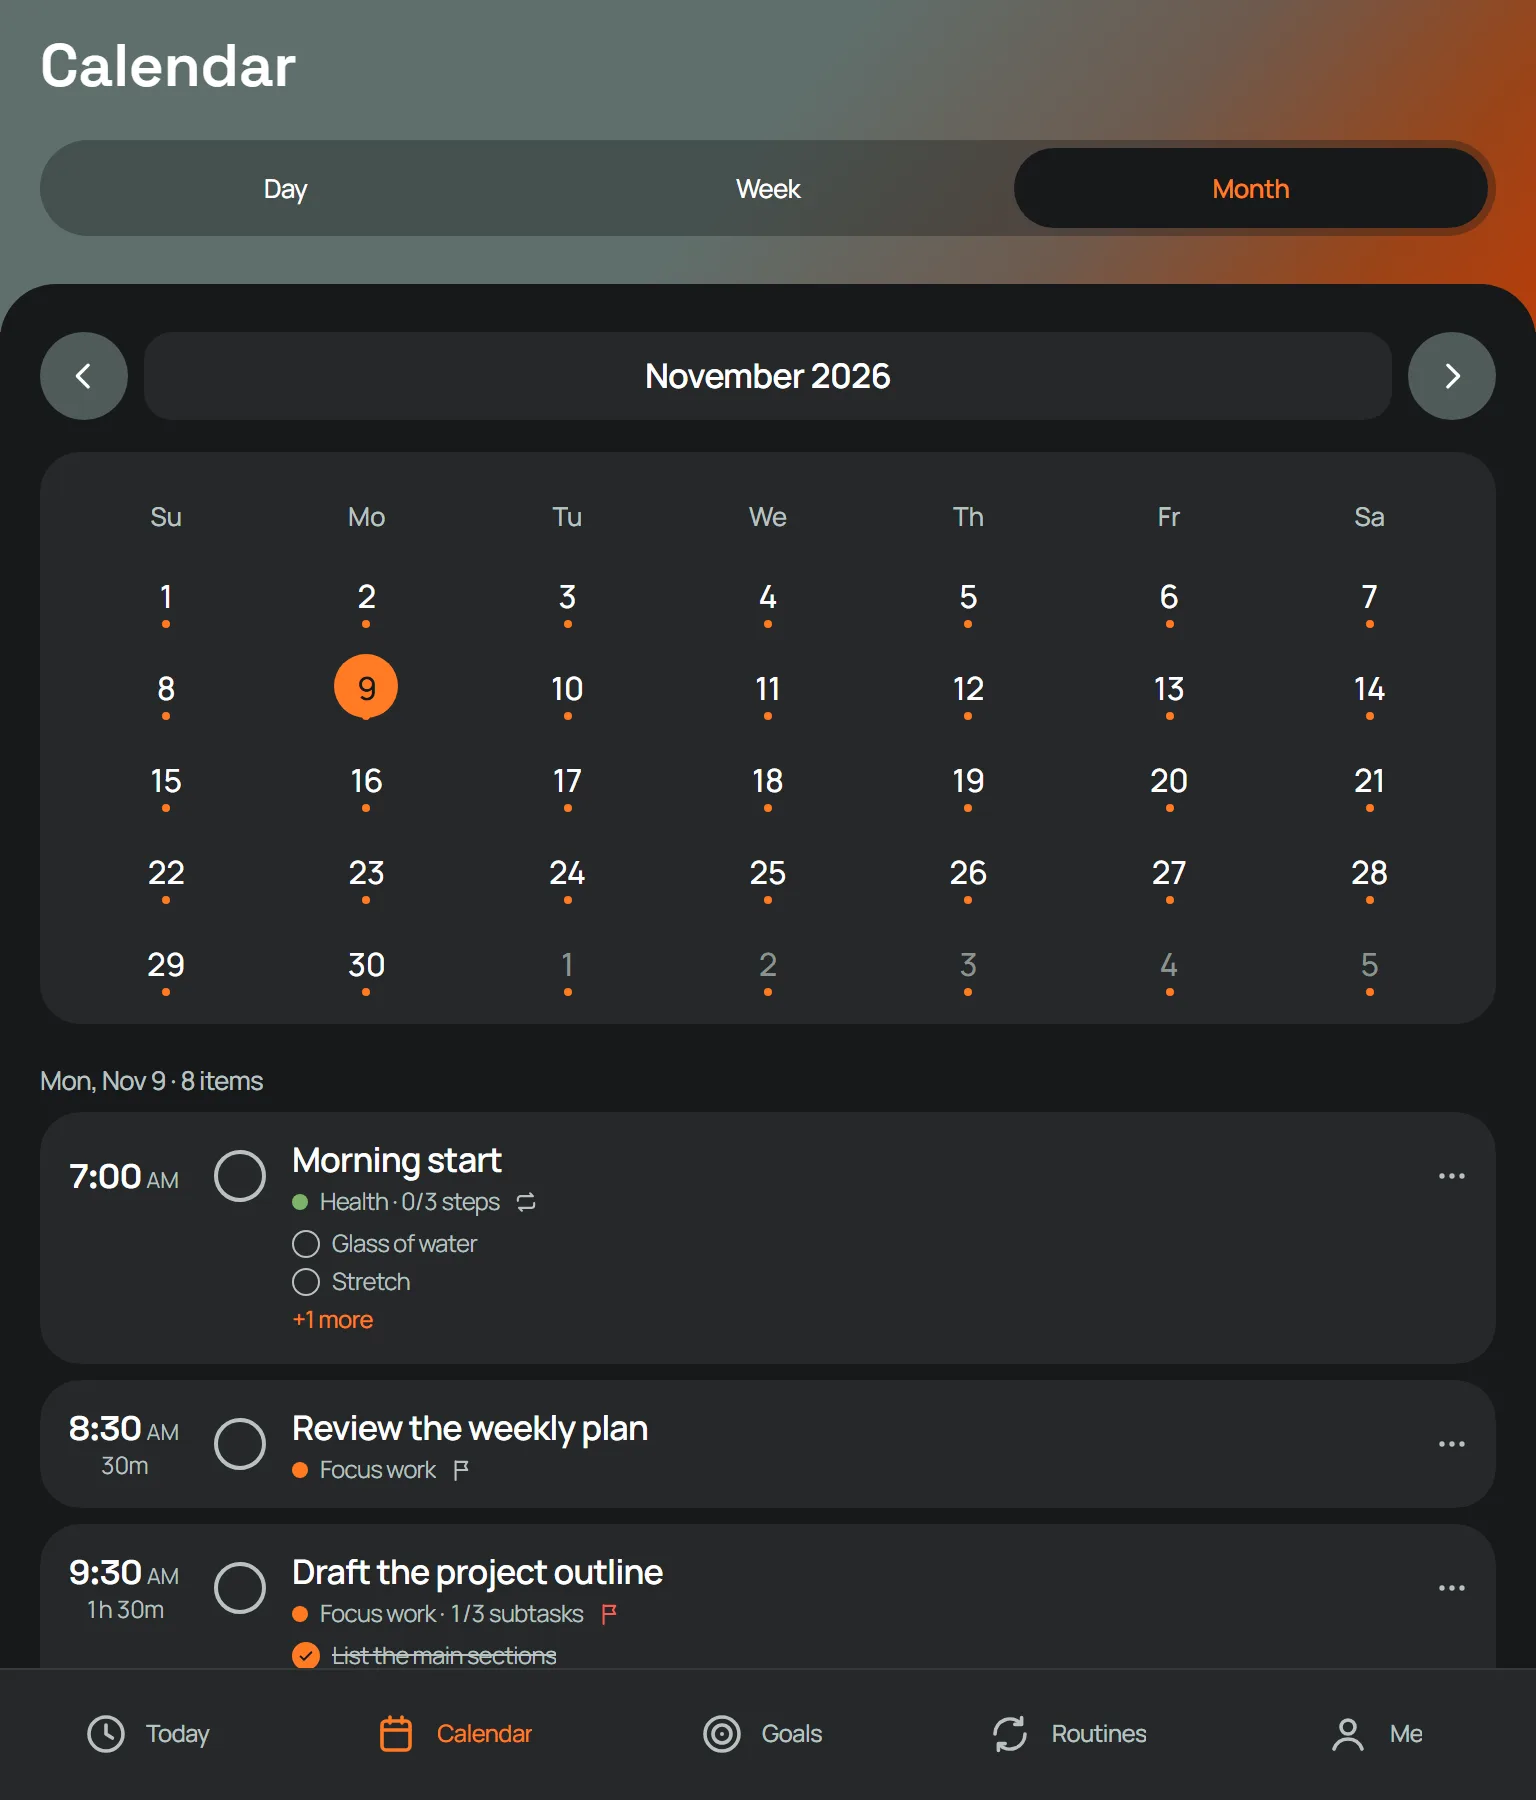 Calendar
Day Week Month
November 2026
Su Mo Tu We Th Fr Sa
1 2 3 4 5 6 7
8 9 10 11 12 13 14
15 16 17 18 19 20 21
22 23 24 25 26 27 28
29 30 1 2 3 4 5
Mon, Nov 9 · 8 items
7:00 AM Morning start
Health · 0/3 steps
Glass of water
Stretch
+1 more
8:30 AM Review the weekly plan
30m Focus work
9:30 AM Draft the project outline
1h 30m Focus work · 1/3 subtasks
List the main sections
Today Calendar Goals Routines Me